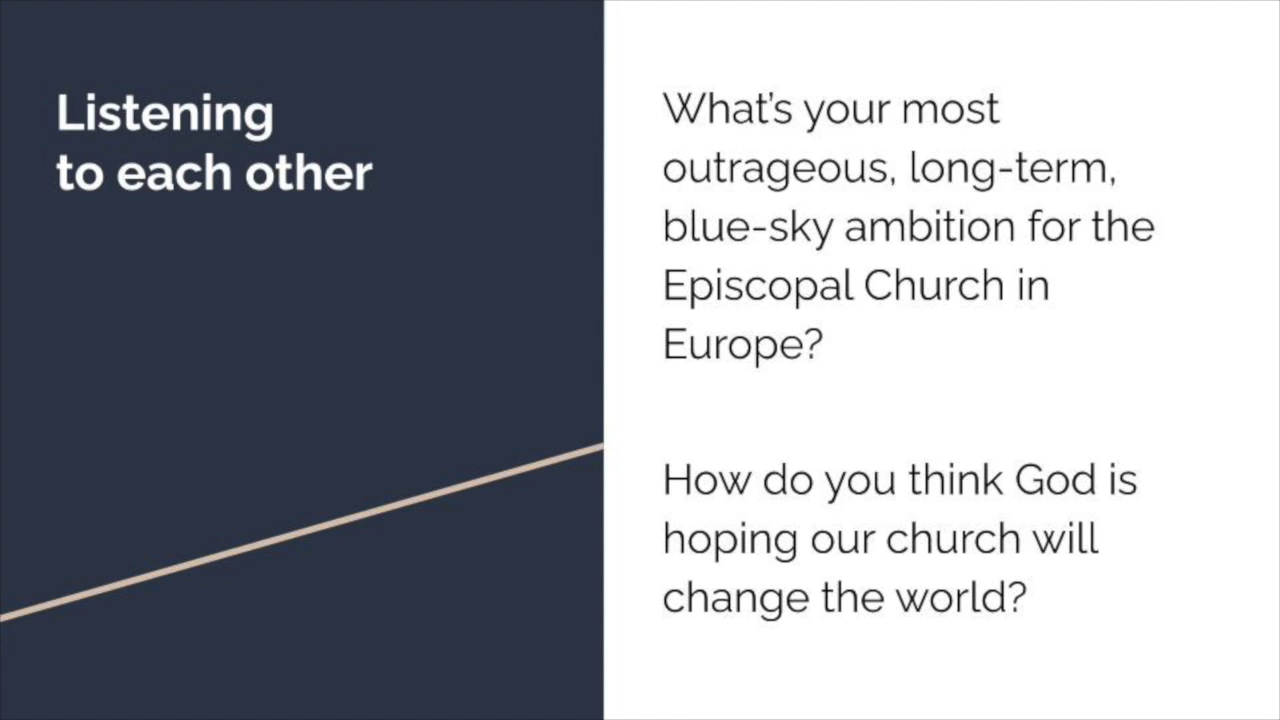 Listening
to each other
What’s your most
outrageous, long-term,
blue-sky ambition for the
Episcopal Church in
Europe?
How do you think God is
hoping our church will
change the world?